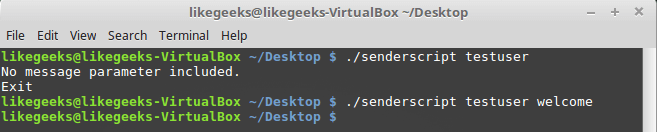 likegeeks@likegeeks-VirtualBox ~/Desktop
File Edit View Search Terminal Help
likegeeks@likegeeks-VirtualBox ~/Desktop $ ./senderscript testuser
No message parameter included.
Exit
likegeeks@likegeeks-VirtualBox ~/Desktop $ ./senderscript testuser welcome
likegeeks@likegeeks-VirtualBox ~/Desktop $